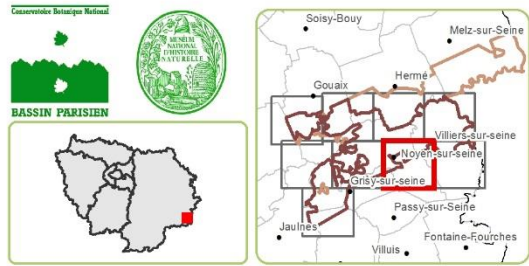 Conservatoire Botanique National
BASSIN PARISIEN
MUSÉUM
NATIONAL
D'HISTOIRE
NATURELLE
Soisy-Bouy
Melz-sur-Seine
Gouaix
Hermé
Villiers-sur-seine
Noyen-sur-seine
Grisy-sur-seine
Passy-sur-Seine
Jaulnes
Villuis
Fontaine-Fourches